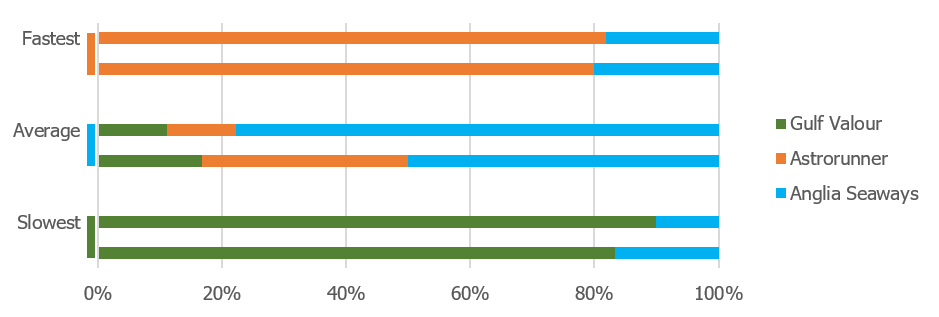 Fastest
Average
Slowest
0% 20% 40% 60% 80% 100%
Gulf Valour
Astrorunner
Anglia Seaways